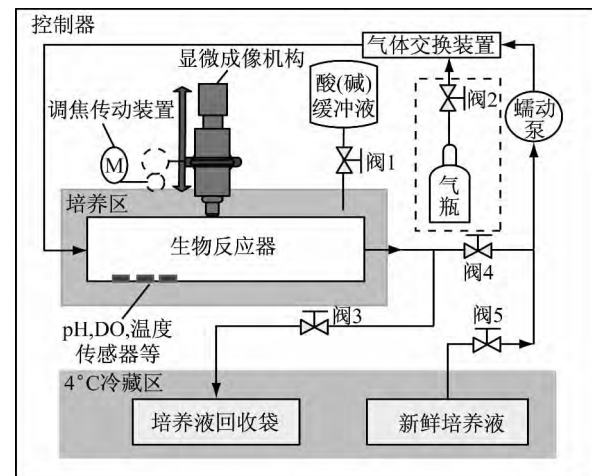 控制器
显微成像机构
气体交换装置
酸(碱)
缓冲液
阀2
调焦传动装置
蠕动
泵
M
阀1
气
瓶
培养区
生物反应器
阀4
pH,DO,温度
传感器等
阀3
阀5
4°C冷藏区
培养液回收袋
新鲜培养液